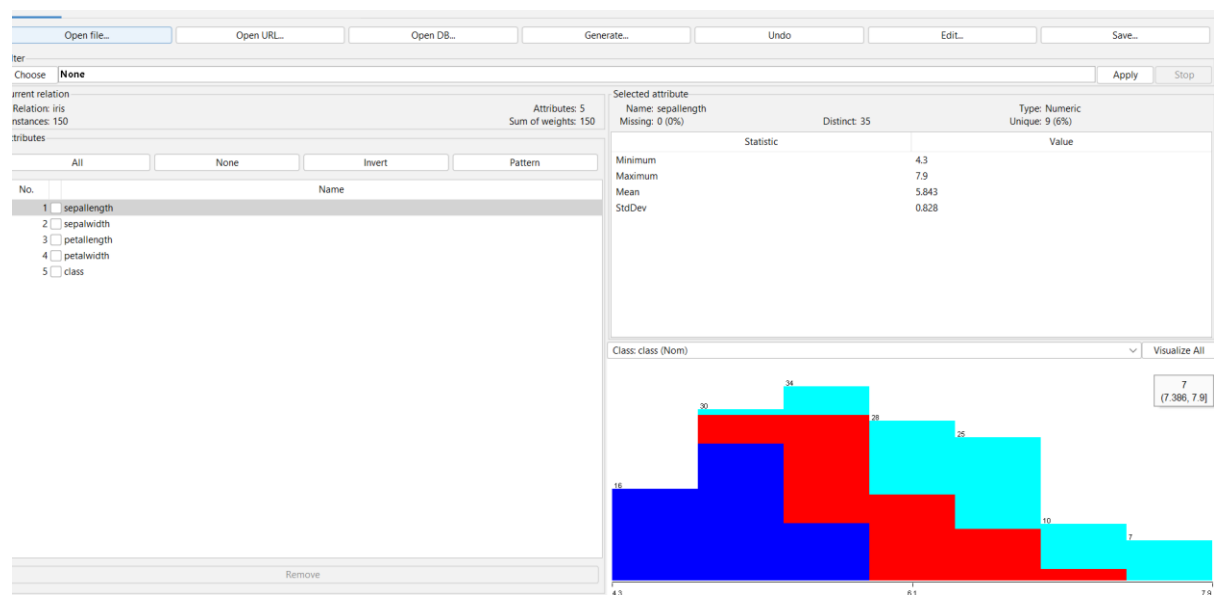 Open file... Open URL... Open DB... Generate... Undo Edit... Save...
lter
Choose None Apply Stop
urrent relation
Relation: iris Attributes: 5
nstances: 150 Sum of weights: 150
Selected attribute
Name: sepallength Type: Numeric
Missing: 0 (0%) Distinct: 35 Unique: 9 (6%)
ttributes
All None Invert Pattern
No. Name
1 sepallength
2 sepalwidth
3 petallength
4 petalwidth
5 class
Remove
Statistic Value
Minimum 4.3
Maximum 7.9
Mean 5.843
StdDev 0.828
Class: class (Nom) Visualize All
7
(7.386, 7.9]
16 30 34 28 25 10 7
4.3 6.1 7.9